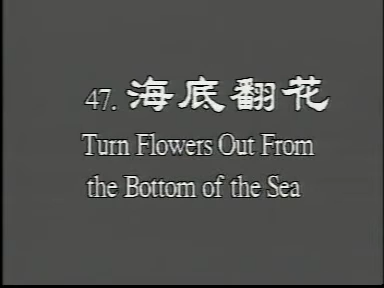 47. 海底翻花
Turn Flowers Out From
the Bottom of the Sea